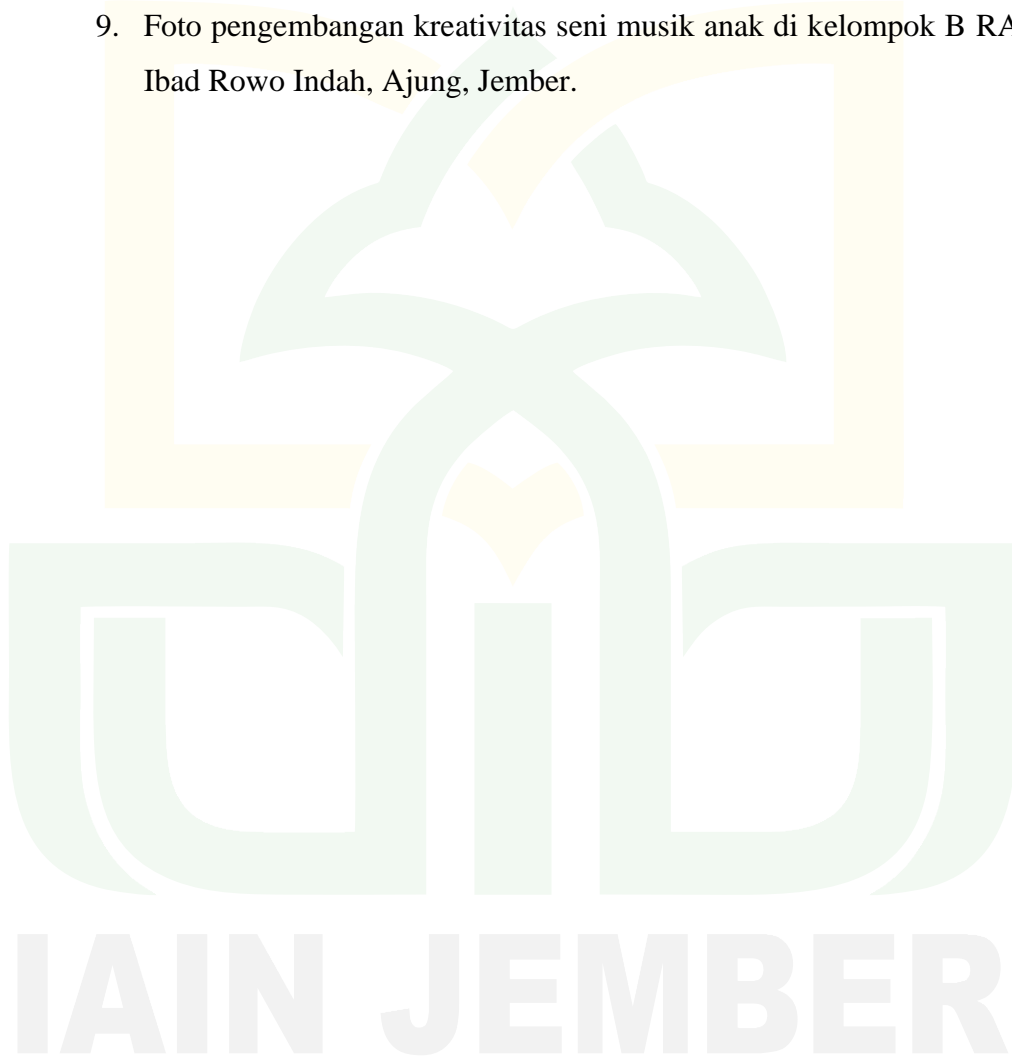 9. Foto pengembangan kreativitas seni musik anak di kelompok B RA
Ibad Rowo Indah, Ajung, Jember.
IAIN JEMBER